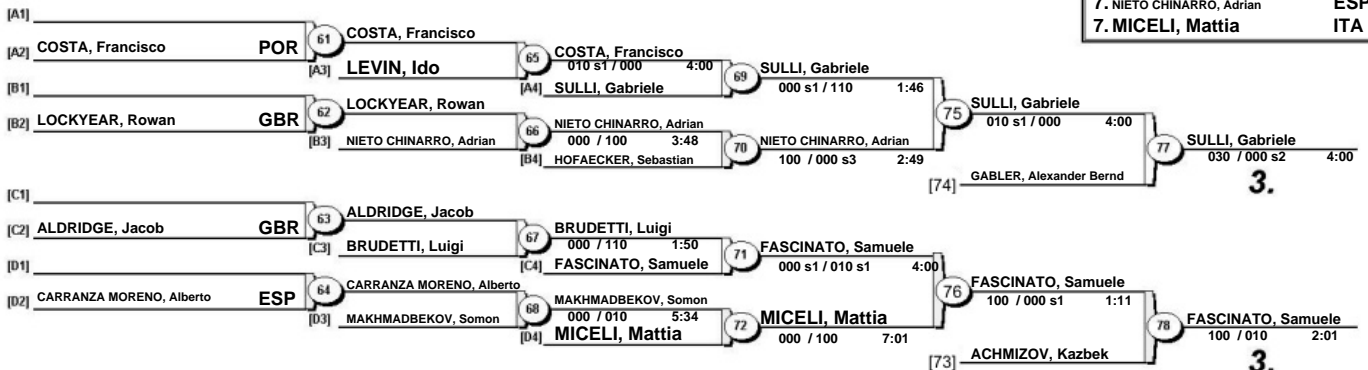 7. NIETO CHINARRO, Adrian ESP
7. MICELI, Mattia ITA
[A1]
[A2] COSTA, Francisco POR
61 COSTA, Francisco
[A3] LEVIN, Ido
65 COSTA, Francisco
010 s1 / 000 4:00
[A4] SULLI, Gabriele
69 SULLI, Gabriele
000 s1 / 110 1:46
[B1]
[B2] LOCKYEAR, Rowan GBR
62 LOCKYEAR, Rowan
[B3] NIETO CHINARRO, Adrian
66 NIETO CHINARRO, Adrian
000 / 100 3:48
[B4] HOFAECKER, Sebastian
70 NIETO CHINARRO, Adrian
100 / 000 s3 2:49
75 SULLI, Gabriele
010 s1 / 000 4:00
[74] GABLER, Alexander Bernd
77 SULLI, Gabriele
030 / 000 s2 4:00
3.
[C1]
[C2] ALDRIDGE, Jacob GBR
63 ALDRIDGE, Jacob
[C3] BRUDETTI, Luigi
67 BRUDETTI, Luigi
000 / 110 1:50
[C4] FASCINATO, Samuele
71 FASCINATO, Samuele
000 s1 / 010 s1 4:00
[D1]
[D2] CARRANZA MORENO, Alberto ESP
64 CARRANZA MORENO, Alberto
[D3] MAKHMADBEKOV, Somon
68 MAKHMADBEKOV, Somon
000 / 010 5:34
[D4] MICELI, Mattia
72 MICELI, Mattia
000 / 100 7:01
76 FASCINATO, Samuele
100 / 000 s1 1:11
[73] ACHMIZOV, Kazbek
78 FASCINATO, Samuele
100 / 010 2:01
3.